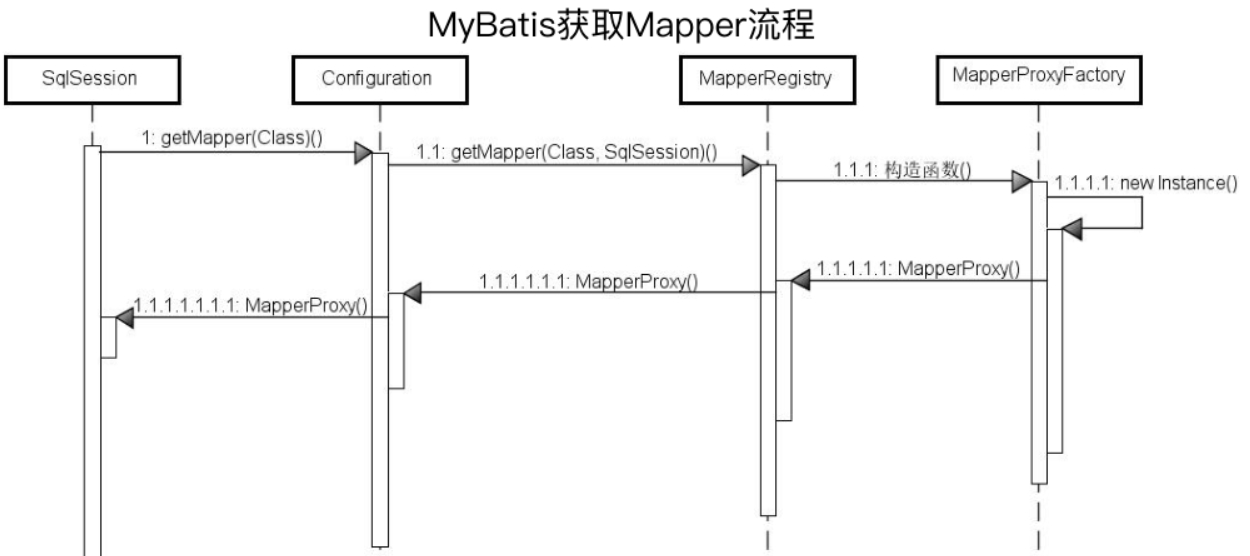 MyBatis获取Mapper流程
SqlSession
Configuration
MapperRegistry
MapperProxyFactory
1: getMapper(Class)()
1.1: getMapper(Class, SqlSession)()
1.1.1: 构造函数()
1.1.1.1: new Instance()
1.1.1.1.1: MapperProxy()
1.1.1.1.1.1: MapperProxy()
1.1.1.1.1.1.1: MapperProxy()